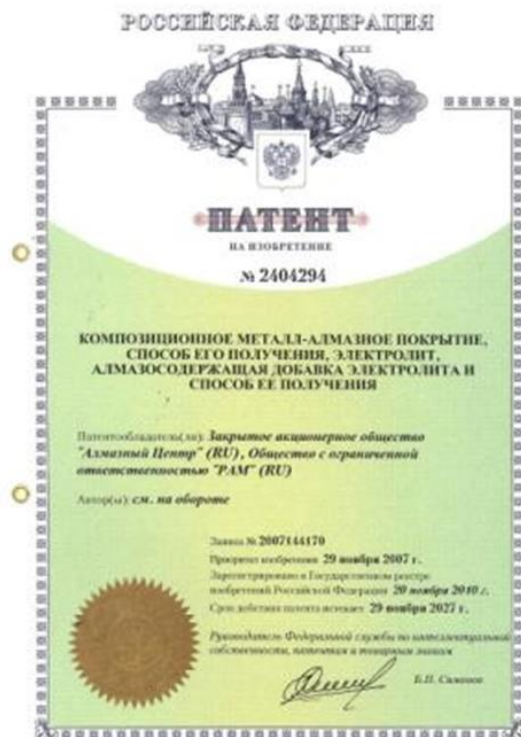 РОССИЙСКАЯ ФЕДЕРАЦИЯ
ПАТЕНТ
НА ИЗОБРЕТЕНИЕ
№ 2404294
КОМПОЗИЦИОННОЕ МЕТАЛЛ-АЛМАЗНОЕ ПОКРЫТИЕ,
СПОСОБ ЕГО ПОЛУЧЕНИЯ, ЭЛЕКТРОЛИТ,
АЛМАЗОСОДЕРЖАЩАЯ ДОБАВКА ЭЛЕКТРОЛИТА И
СПОСОБ ЕЕ ПОЛУЧЕНИЯ
Патентообладатель(ли): Закрытое акционерное общество
"Алмазный Центр" (RU), Общество с ограниченной
ответственностью "РАМ" (RU)
Автор(ы): см. на обороте
Заявка № 2007144170
Приоритет изобретения 29 ноября 2007 г.
Зарегистрировано в Государственном реестре
изобретений Российской Федерации 20 ноября 2010 г.
Срок действия патента истекает 29 ноября 2027 г.
Руководитель Федеральной службы по интеллектуальной
собственности, патентам и товарным знакам
Б.П. Симонов